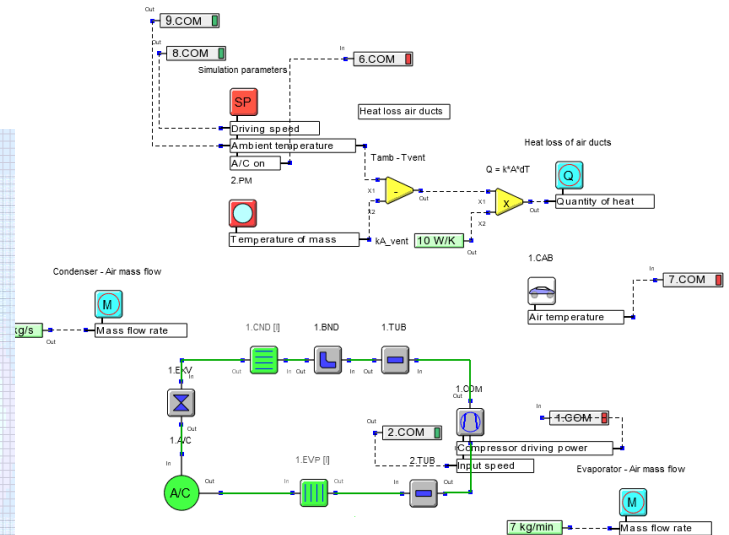 9.COM
Out
Out
8.COM
In
6.COM
Simulation parameters
SP
Heat loss air ducts
Driving speed
Ambient temperature
Heat loss of air ducts
A/C on
Tamb - Tvent
2.PM
Q = k*A*dT
Q
X1
-
Out
X1
X
Out
Quantity of heat
X2
X2
Temperature of mass
kA_vent
10 W/K
Out
1.CAB
In
7.COM
Condenser - Air mass flow
M
Air temperature
kg/s
Out
Mass flow rate
1.CND [I]
1.BND
1.TUB
Out
In
Out
In
Out
In
1.EXV
In
1.COM
Out
In
1.COM
Out
2.COM
Out
1.A/C
Compressor driving power
In
1.EVP [I]
2.TUB
Input speed
Evaporator - Air mass flow
A/C
Out
In
Out
In
Out
M
7 kg/min
Out
Mass flow rate